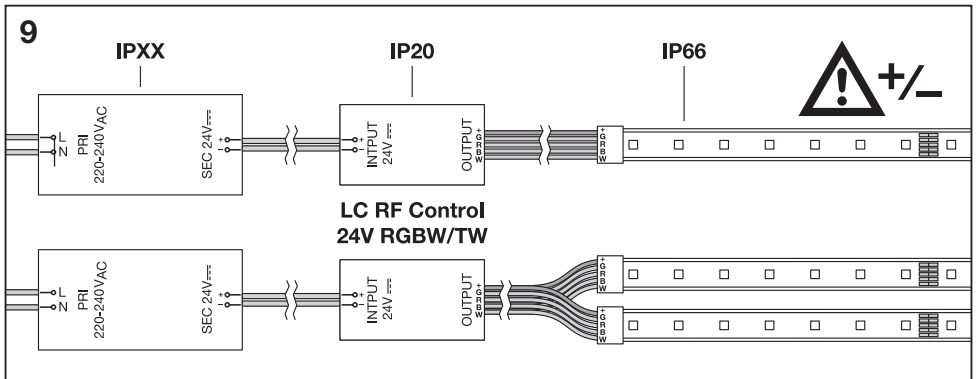 9
IPXX
IP20
IP66
+/–
L
N
PRI
220-240VAC
SEC 24V
+
–
INTPUT
24V
+
–
OUTPUT
+
G
R
B
W
+
G
R
B
W
LC RF Control
24V RGBW/TW
L
N
PRI
220-240VAC
SEC 24V
+
–
INTPUT
24V
+
–
OUTPUT
+
G
R
B
W
+
G
R
B
W
+
G
R
B
W